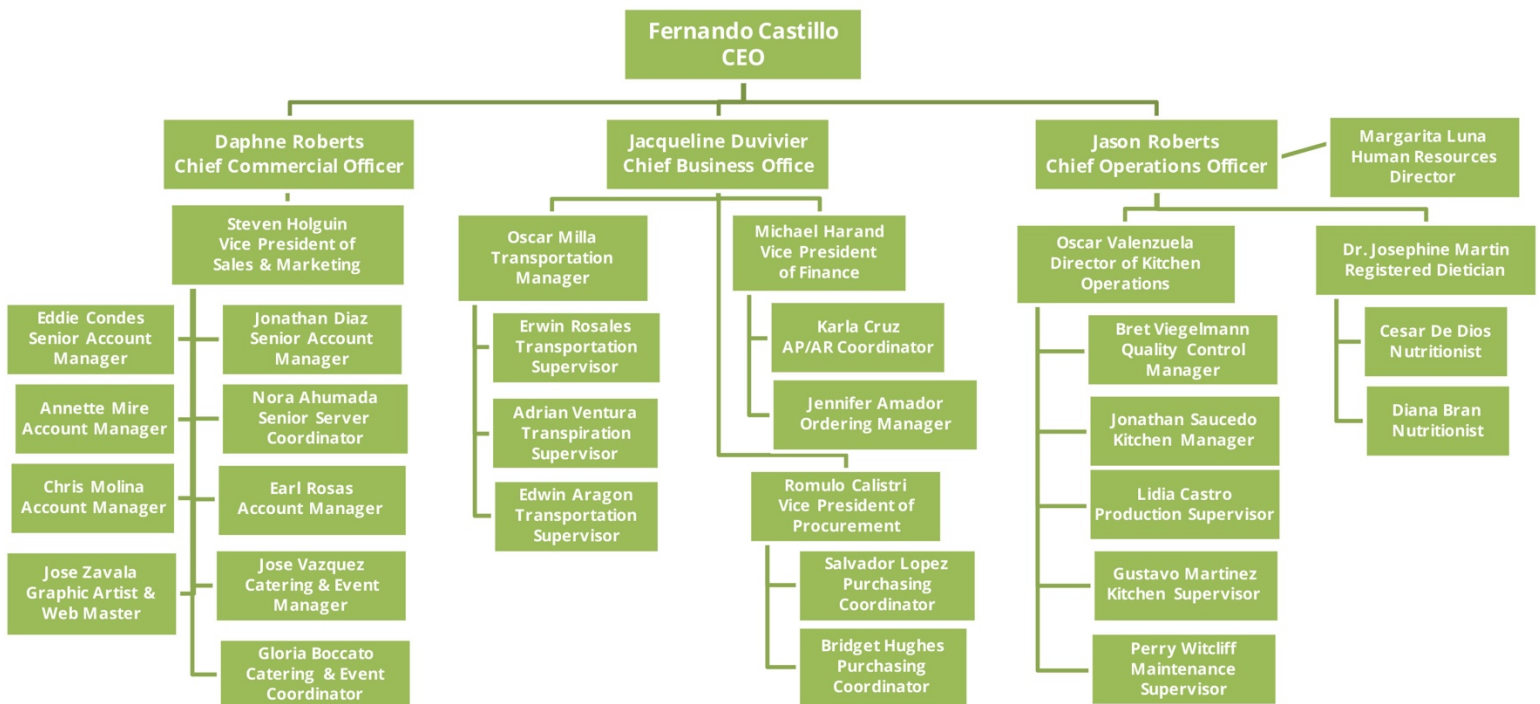 Fernando Castillo
CEO
Daphne Roberts
Chief Commercial Officer
Jacqueline Duvivier
Chief Business Office
Jason Roberts
Chief Operations Officer
Margarita Luna
Human Resources
Director
Steven Holguin
Vice President of
Sales & Marketing
Eddie Condes
Senior Account
Manager
Jonathan Diaz
Senior Account
Manager
Annette Mire
Account Manager
Nora Ahumada
Senior Server
Coordinator
Chris Molina
Account Manager
Earl Rosas
Account Manager
Jose Zavala
Graphic Artist &
Web Master
Jose Vazquez
Catering & Event
Manager
Gloria Boccato
Catering & Event
Coordinator
Oscar Milla
Transportation
Manager
Erwin Rosales
Transportation
Supervisor
Adrian Ventura
Transpiration
Supervisor
Edwin Aragon
Transportation
Supervisor
Michael Harand
Vice President
of Finance
Karla Cruz
AP/AR Coordinator
Jennifer Amador
Ordering Manager
Romulo Calistri
Vice President of
Procurement
Salvador Lopez
Purchasing
Coordinator
Bridget Hughes
Purchasing
Coordinator
Oscar Valenzuela
Director of Kitchen
Operations
Bret Viegelmann
Quality Control
Manager
Jonathan Saucedo
Kitchen Manager
Lidia Castro
Production Supervisor
Gustavo Martinez
Kitchen Supervisor
Perry Witcliff
Maintenance
Supervisor
Dr. Josephine Martin
Registered Dietician
Cesar De Dios
Nutritionist
Diana Bran
Nutritionist